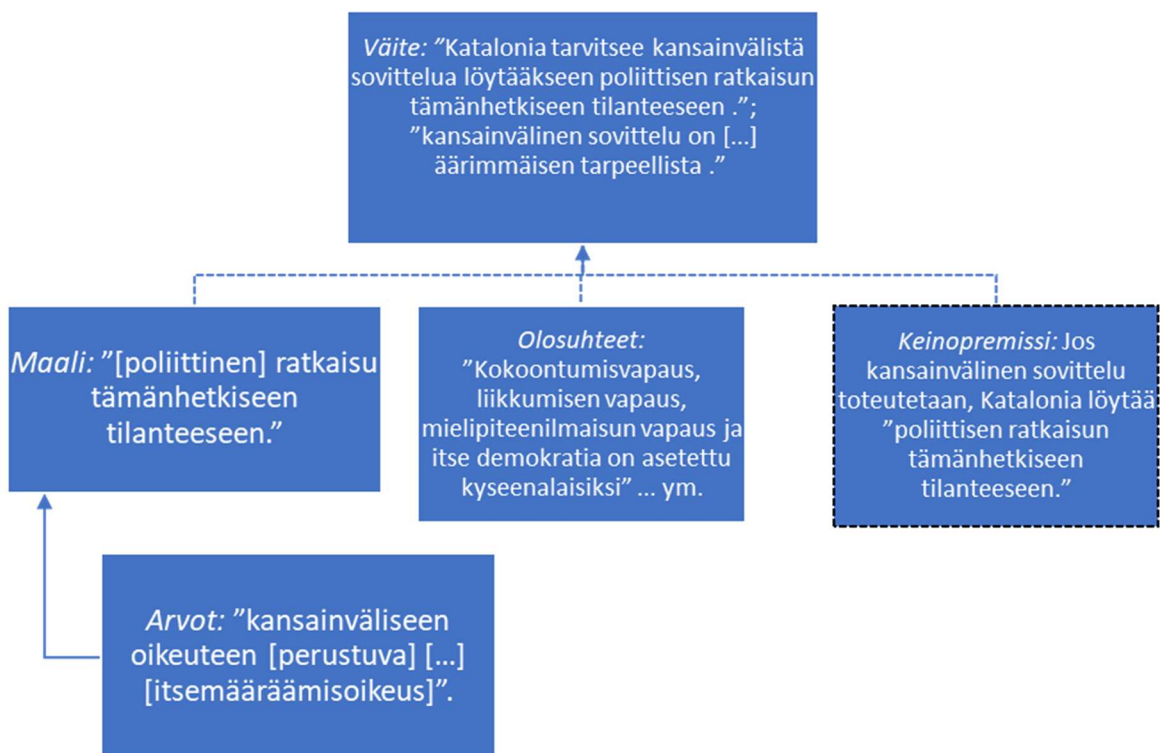 Väite: ”Katalonia tarvitsee kansainvälistä
sovittelua löytääkseen poliittisen ratkaisun
tämänhetkiseen tilanteeseen .”;
”kansainvälinen sovittelu on [...]
äärimmäisen tarpeellista .”
Maali: ”[poliittinen] ratkaisu
tämänhetkiseen
tilanteeseen.”
Olosuhteet:
”Kokoontumisvapaus,
liikkumisen vapaus,
mielipiteenilmaisun vapaus ja
itse demokratia on asetettu
kyseenalaisiksi” ... ym.
Keinopremissi: Jos
kansainvälinen sovittelu
toteutetaan, Katalonia löytää
”poliittisen ratkaisun
tämänhetkiseen
tilanteeseen.”
Arvot: ”kansainväliseen
oikeuteen [perustuva] [...]
[itsemääräämisoikeus]”.